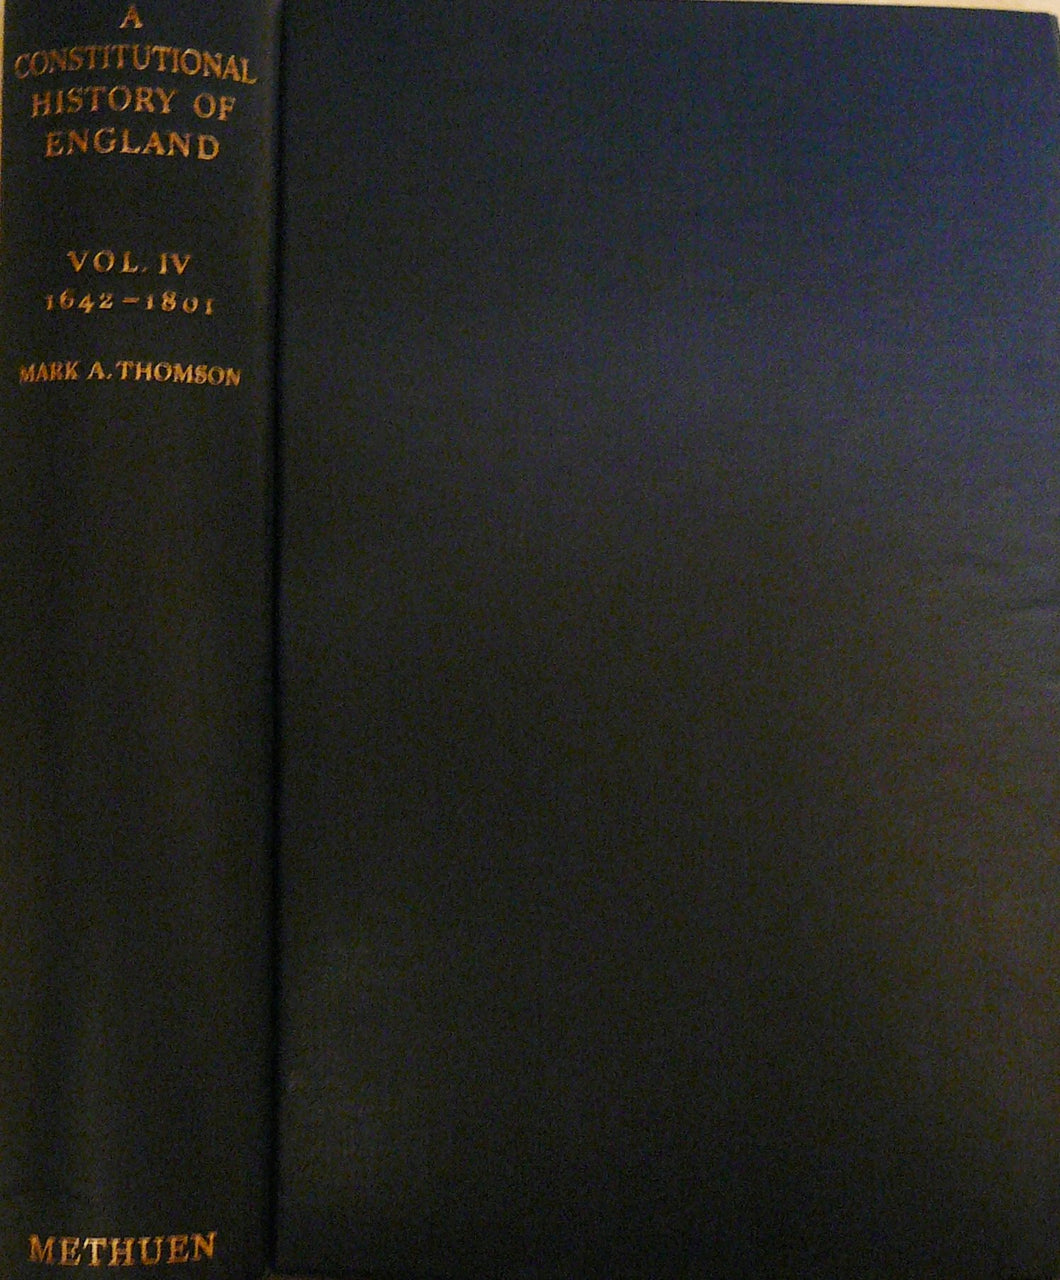 A
CONSTITUTIONAL
HISTORY OF
ENGLAND
VOL. IV
1642-1801
MARK A. THOMSON
METHUEN